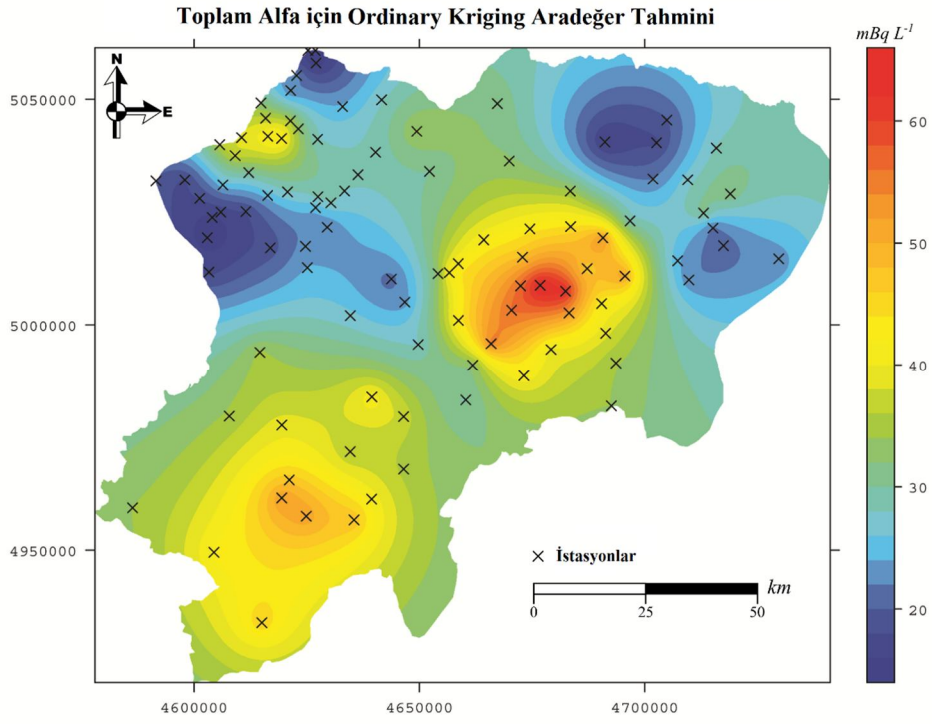 Toplam Alfa için Ordinary Kriging Aradeğer Tahmini
mBq L⁻¹
N
E
5050000
5000000
4950000
4600000
4650000
4700000
60
50
40
30
20
× İstasyonlar
km
0
25
50